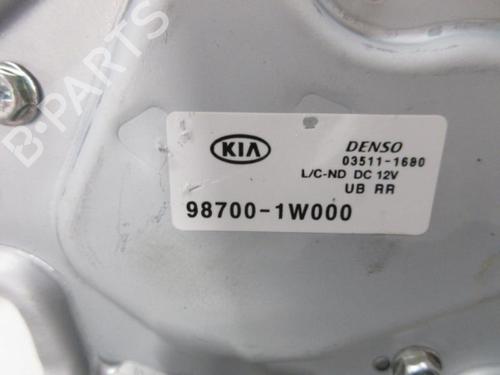 B-PARTS
KIA
DENSO
03511-1680
L/C-ND DC 12V
UB RR
98700-1W000